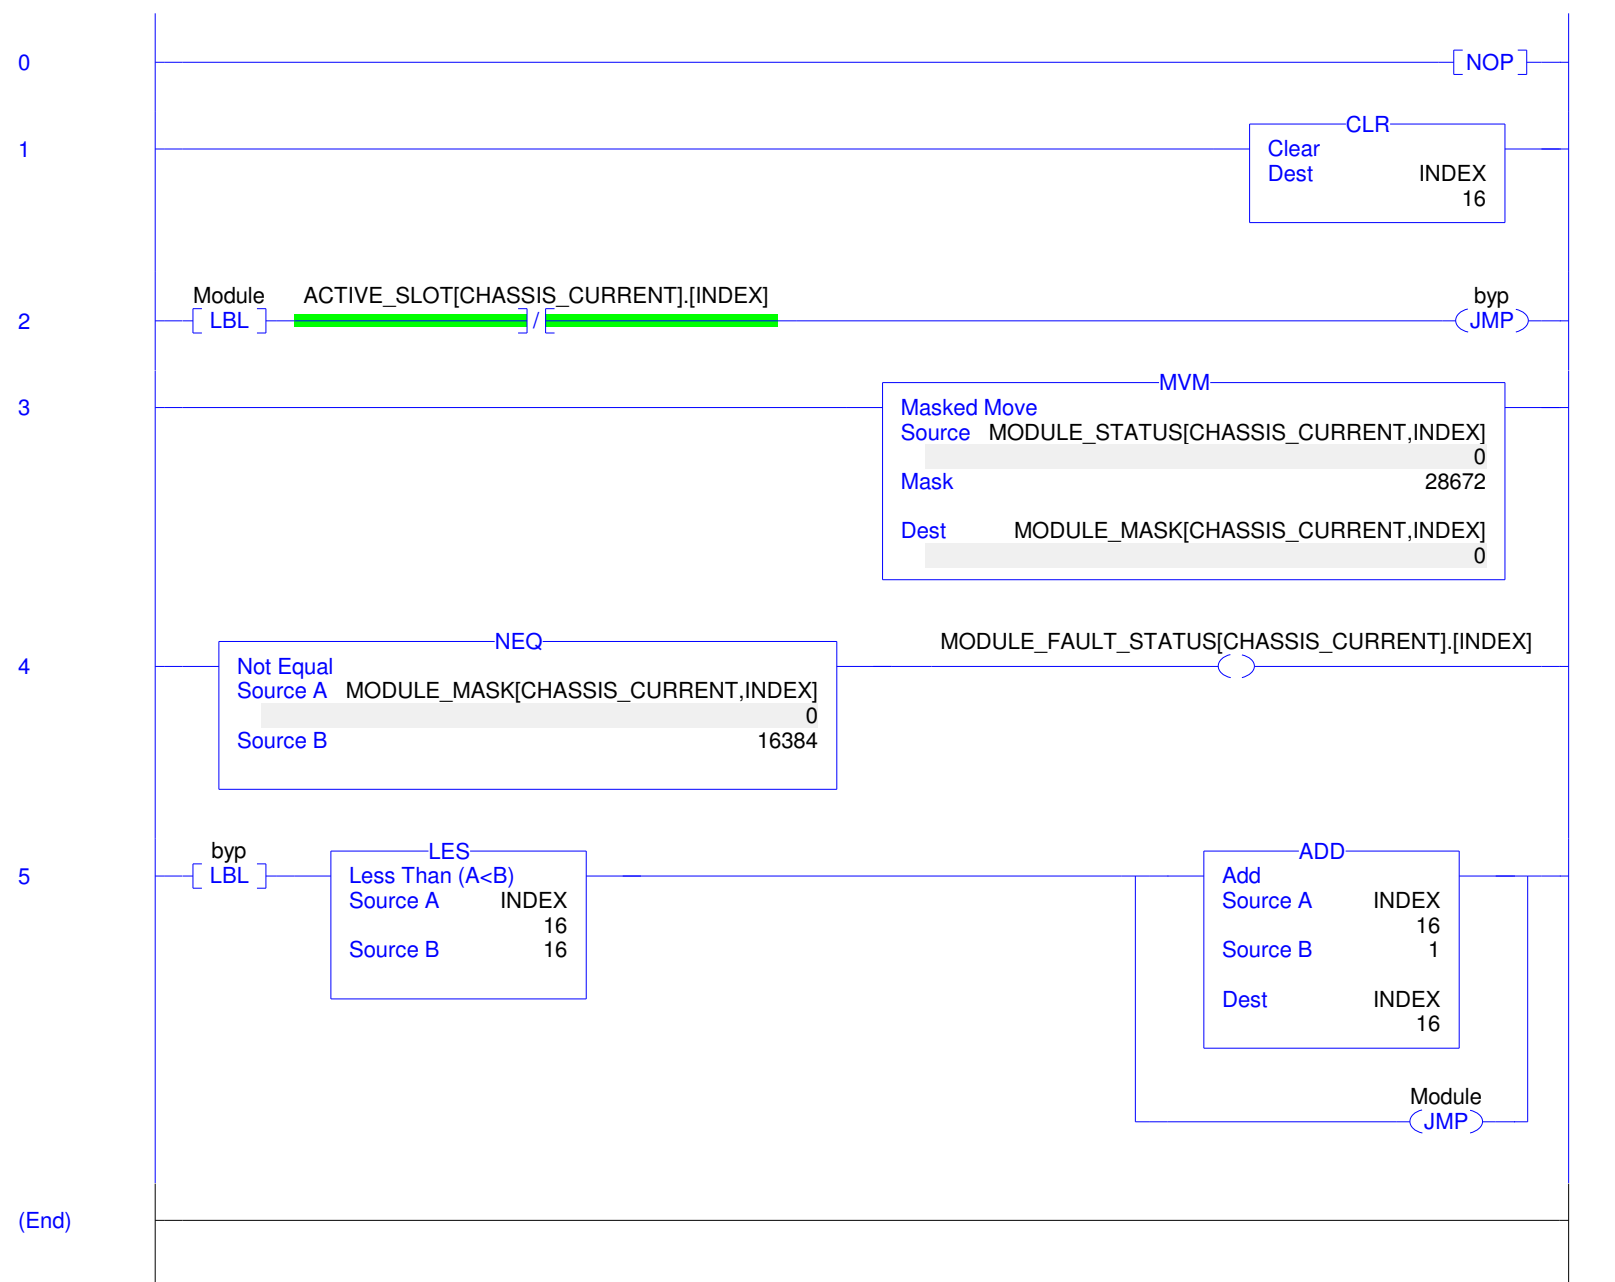 0
[NOP]
CLR
1
Clear
Dest INDEX
16
Module ACTIVE_SLOT[CHASSIS_CURRENT].[INDEX] byp
2 [LBL] ]/[ (JMP)
MVM
3
Masked Move
Source MODULE_STATUS[CHASSIS_CURRENT,INDEX]
0
Mask 28672
Dest MODULE_MASK[CHASSIS_CURRENT,INDEX]
0
NEQ MODULE_FAULT_STATUS[CHASSIS_CURRENT].[INDEX]
4 Not Equal
Source A MODULE_MASK[CHASSIS_CURRENT,INDEX]
0
Source B 16384
byp LES ADD
5 [LBL] Less Than (A<B) Add
Source A INDEX Source A INDEX
16 16
Source B 16 Source B 1
Dest INDEX
16
Module
(JMP)
(End)